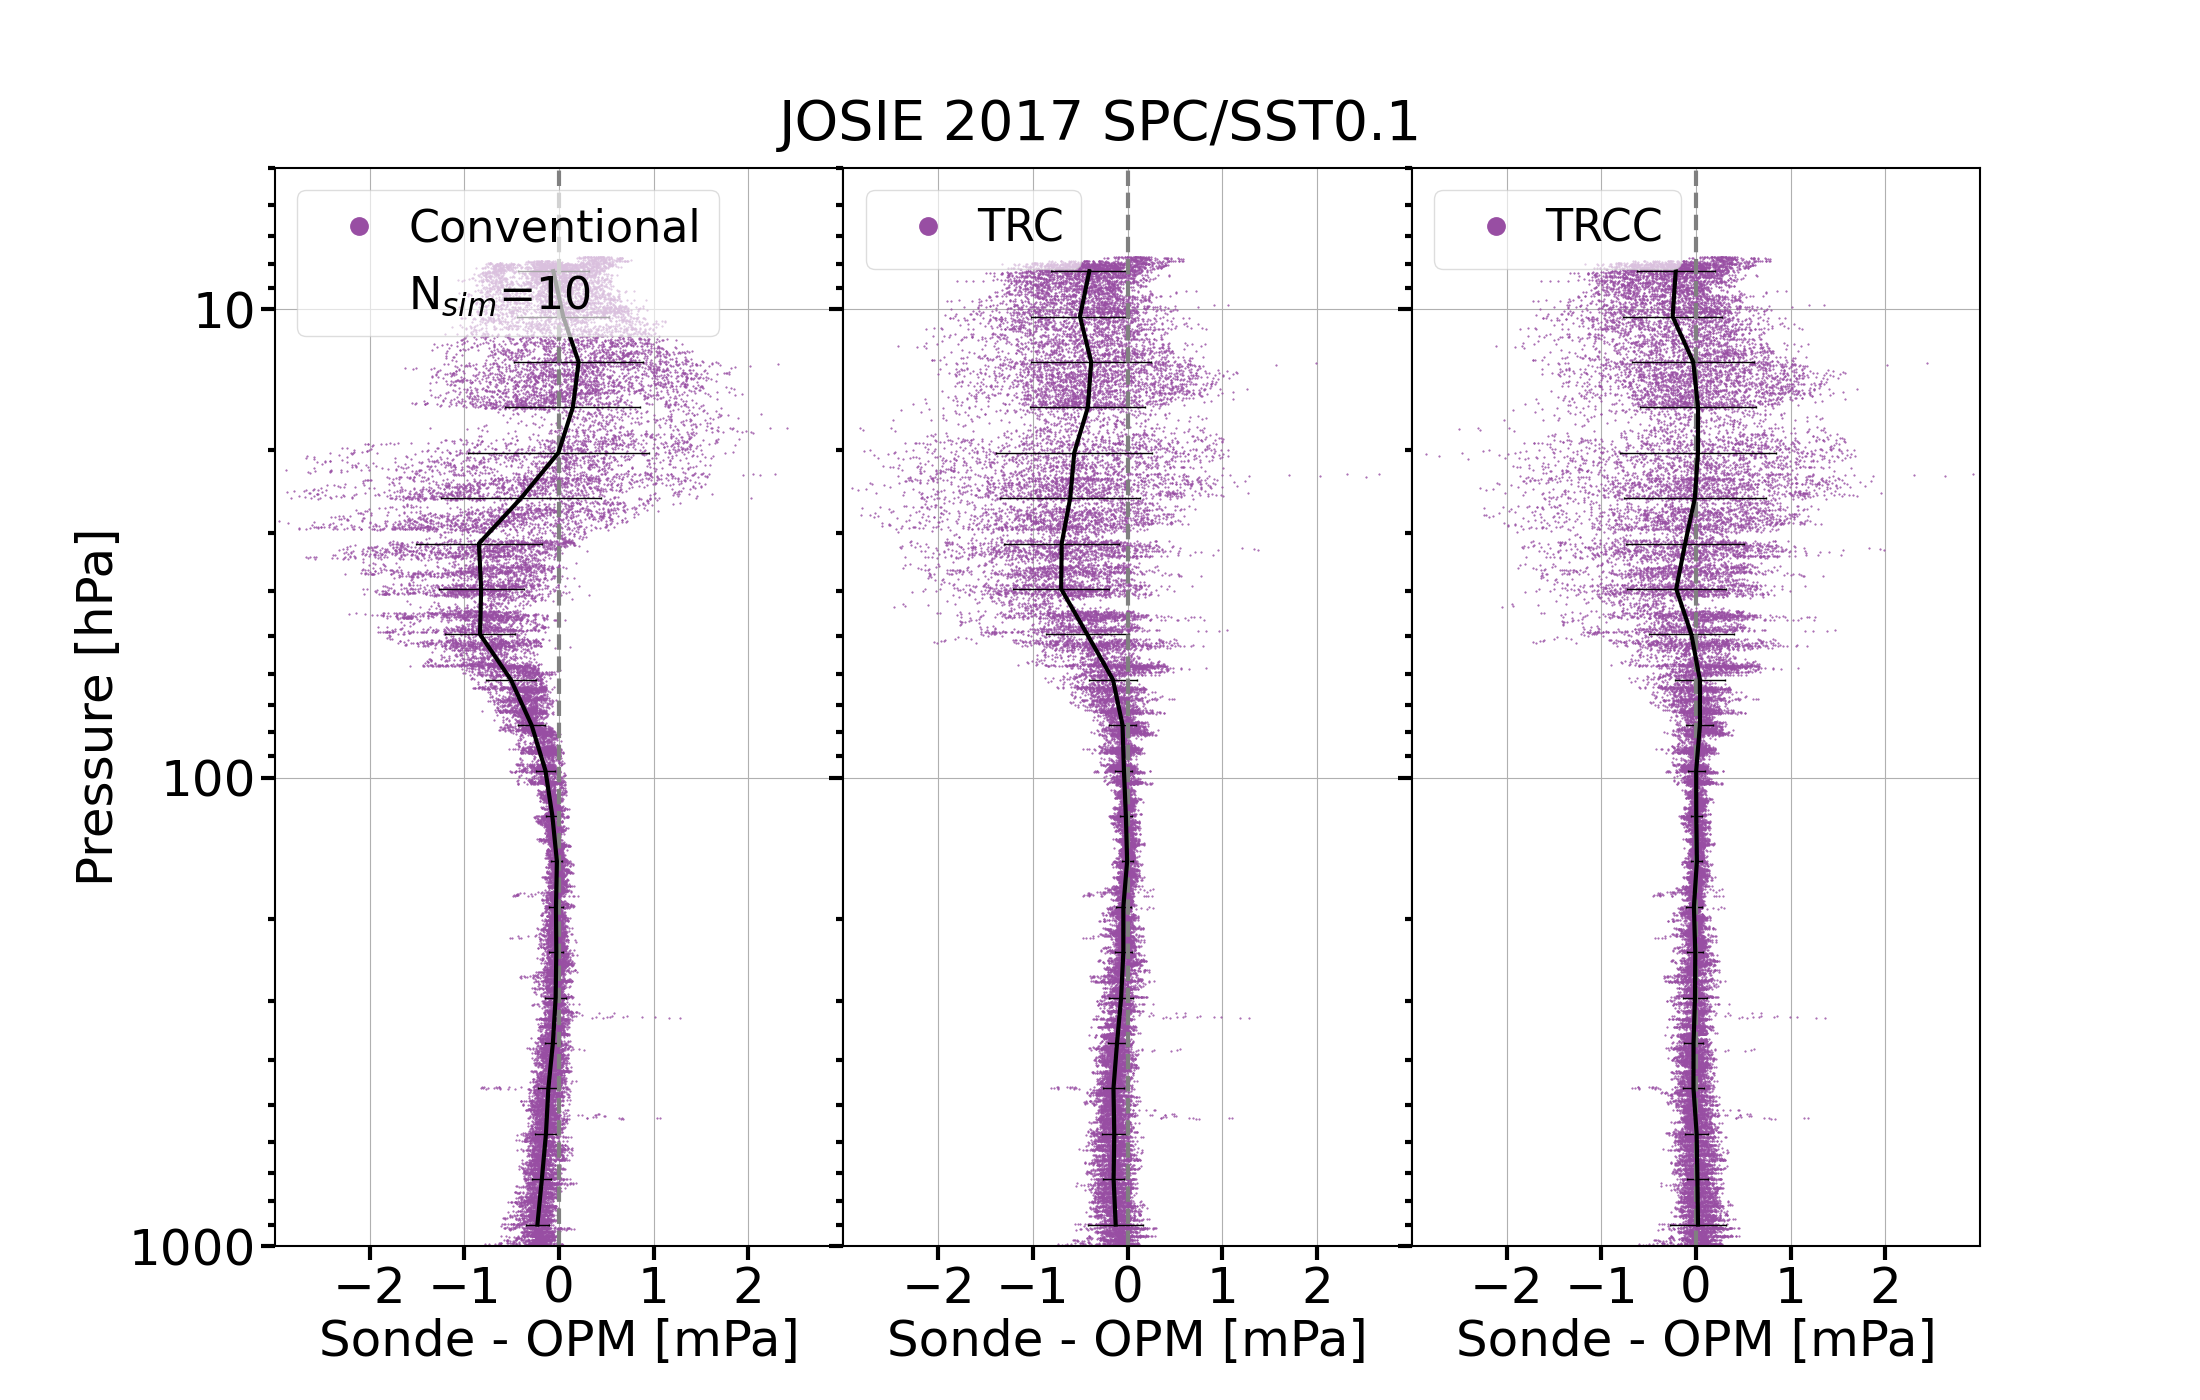 JOSIE 2017 SPC/SST0.1
Conventional
N_sim=10
TRC
TRCC
Pressure [hPa]
10
100
1000
−2 −1 0 1 2
−2 −1 0 1 2
−2 −1 0 1 2
Sonde - OPM [mPa]
Sonde - OPM [mPa]
Sonde - OPM [mPa]